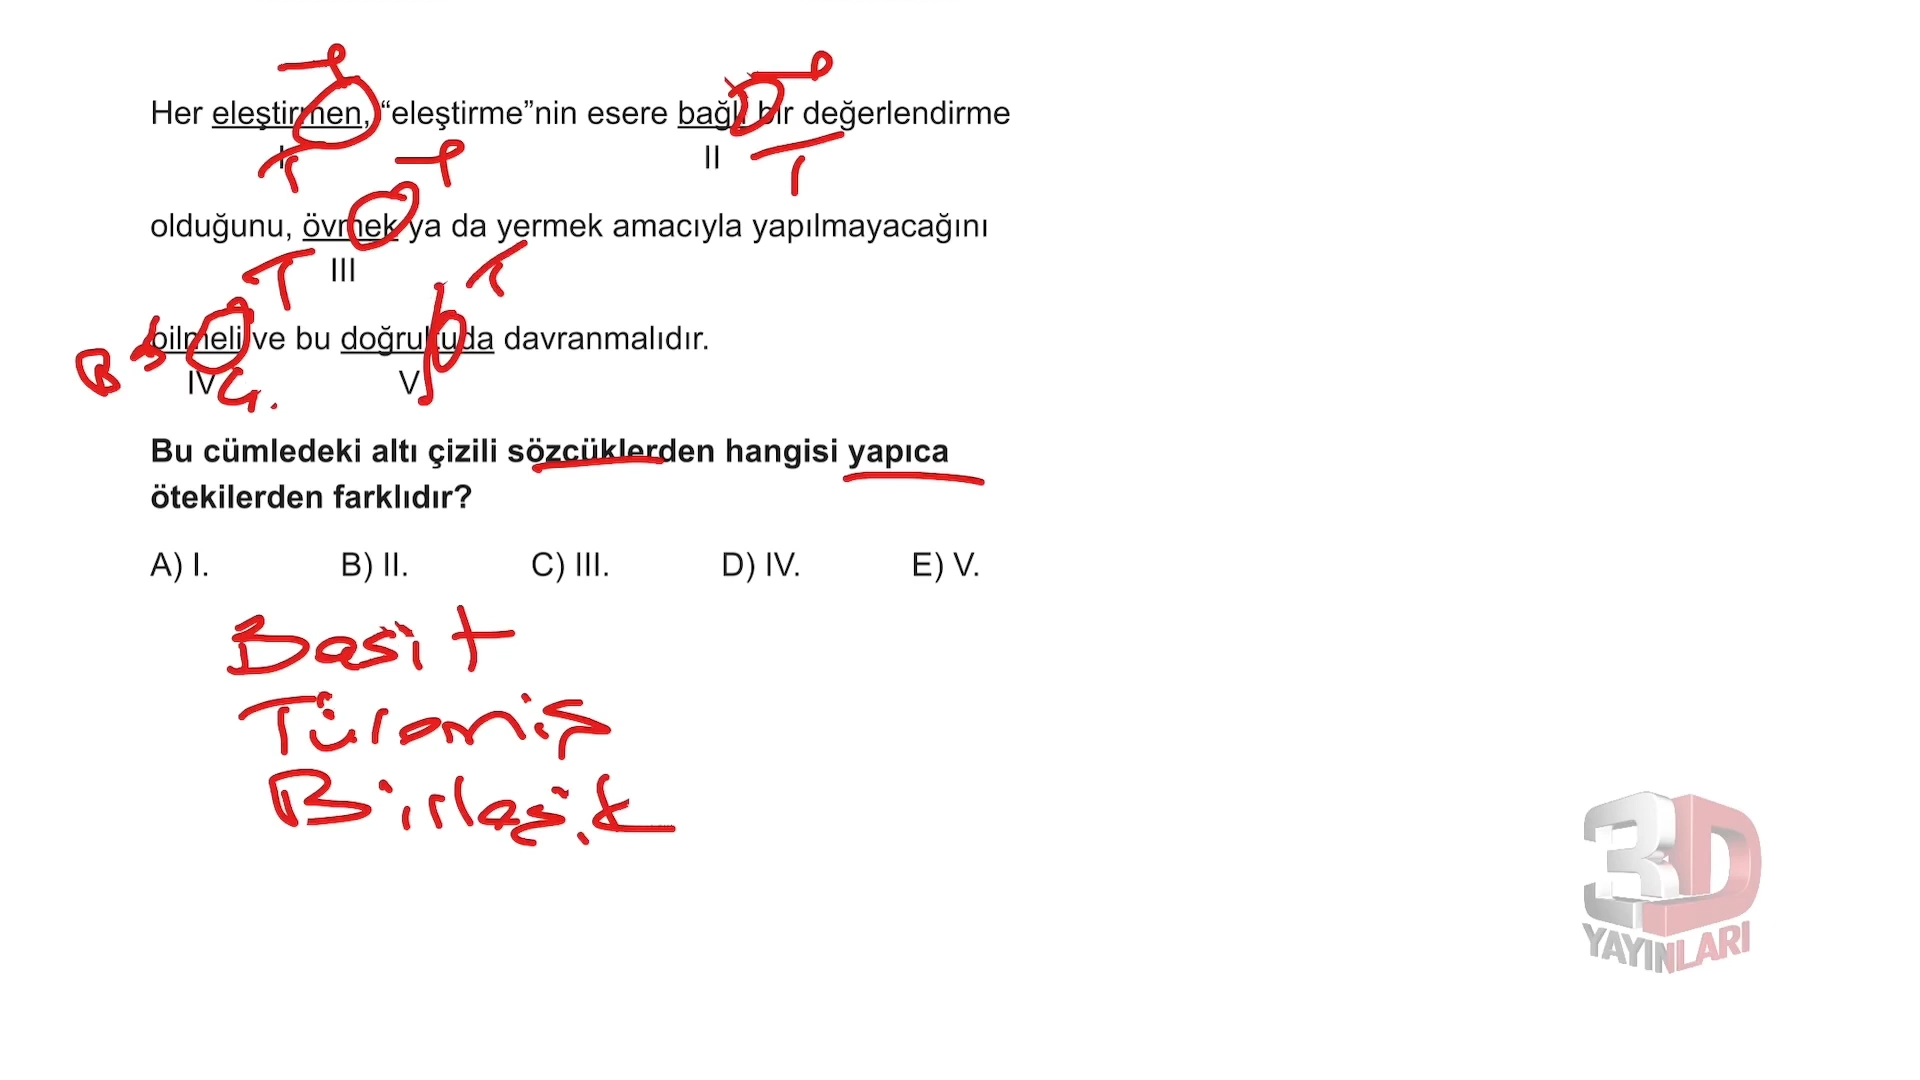 Her eleştirmen, “eleştirme”nin esere bağlı bir değerlendirme
I
II
olduğunu, övmek ya da yermek amacıyla yapılmayacağını
III
bilmeli ve bu doğrultuda davranmalıdır.
B
IV
V
Bu cümledeki altı çizili sözcüklerden hangisi yapıca
ötekilerden farklıdır?
A) I. B) II. C) III. D) IV. E) V.
Basit
Türemiş
Birleşik
3D
YAYINLARI